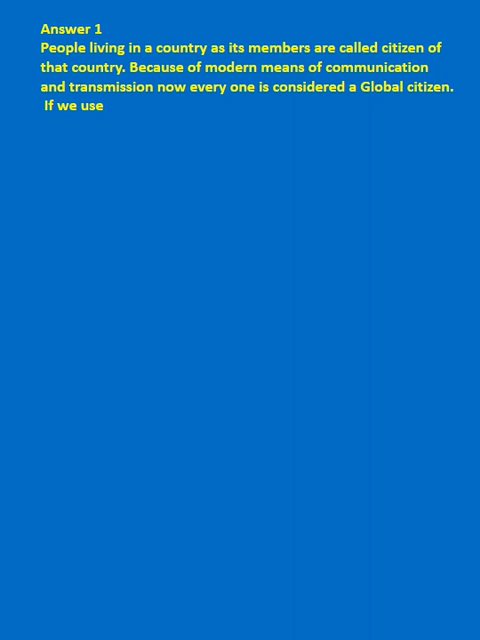 Answer 1
People living in a country as its members are called citizen of
that country. Because of modern means of communication
and transmission now every one is considered a Global citizen.
If we use